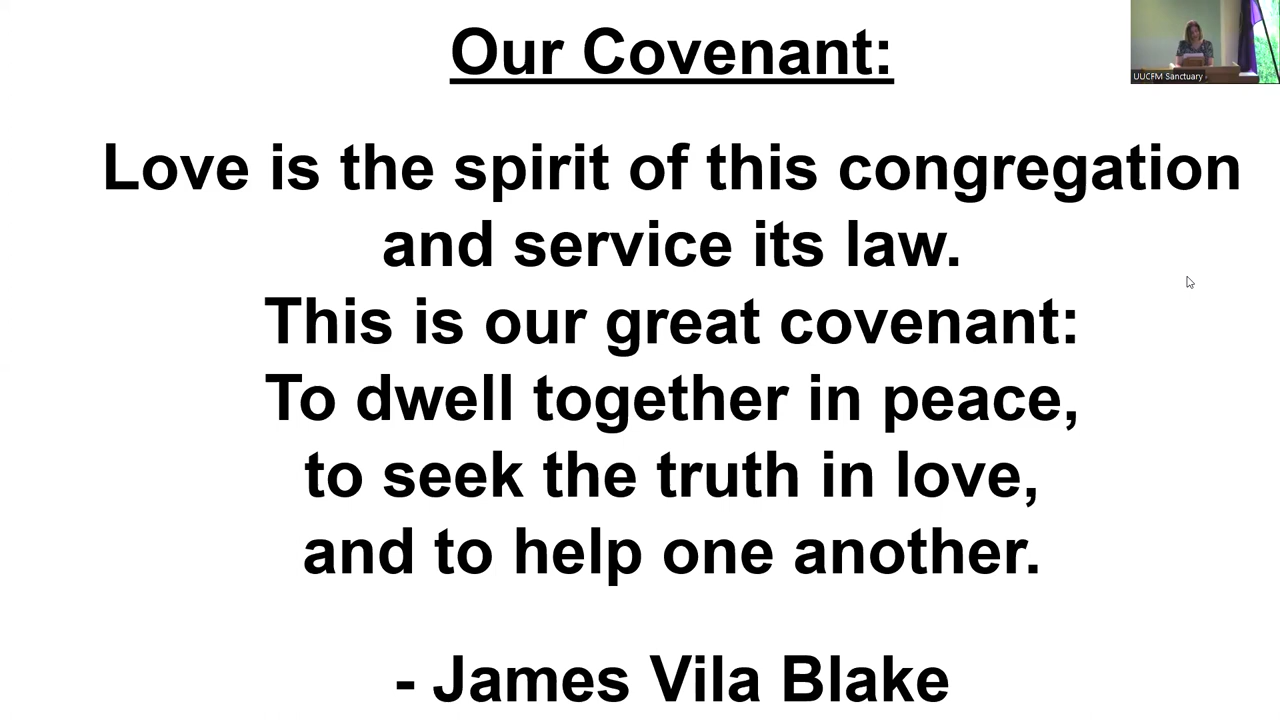 Our Covenant:
UUCFM Sanctuary
Love is the spirit of this congregation
and service its law.
This is our great covenant:
To dwell together in peace,
to seek the truth in love,
and to help one another.
- James Vila Blake